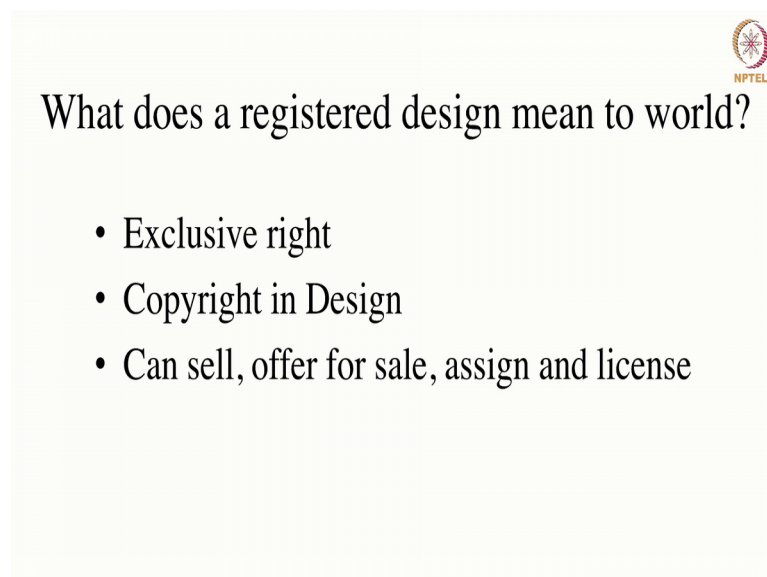 NPTEL
What does a registered design mean to world?
• Exclusive right
• Copyright in Design
• Can sell, offer for sale, assign and license